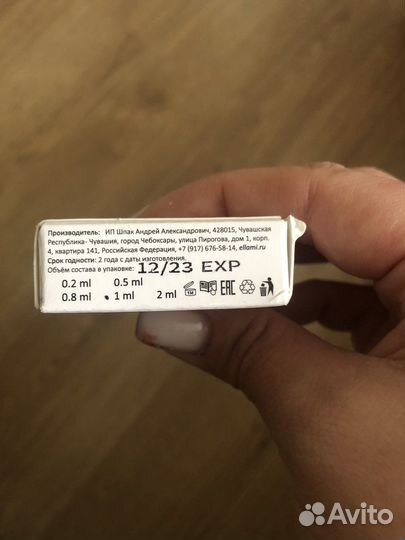 Производитель: ИП Шпак Андрей Александрович, 428015, Чувашская
Республика- Чувашия, город Чебоксары, улица Пирогова, дом 1, корп.
4, квартира 141, Российская Федерация, +7 (917) 676-58-14, ellami.ru
Срок годности: 2 года с даты изготовления.
Объём состава в упаковке: 12/23 EXP
0.2 ml 0.5 ml
0.8 ml • 1 ml 2 ml 1M EAC
Avito